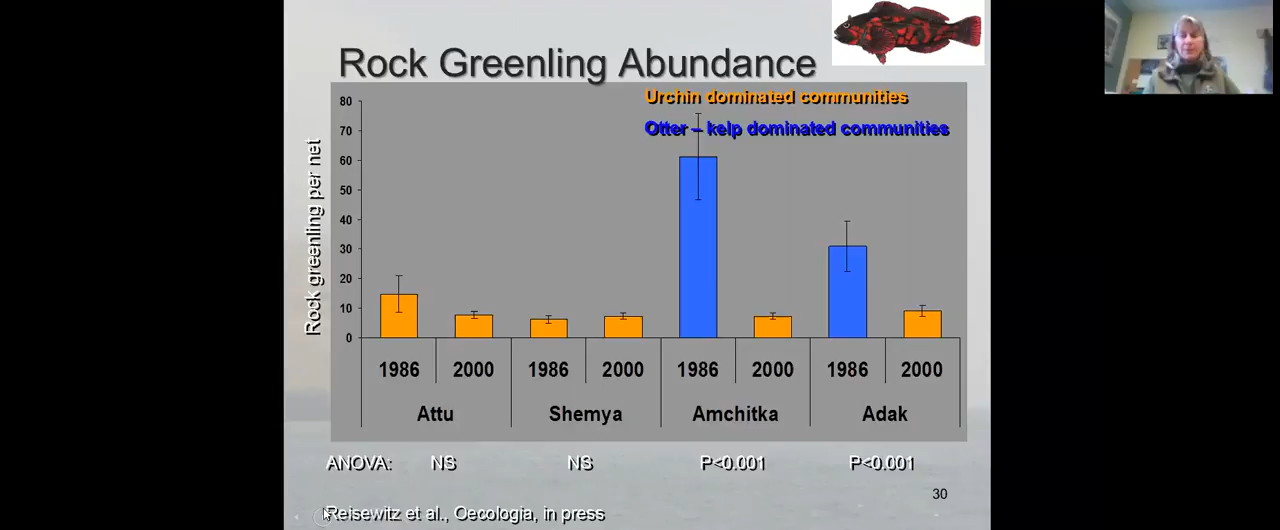 Rock Greenling Abundance
Urchin dominated communities
Otter – kelp dominated communities
Rock greenling per net
80
70
60
50
40
30
20
10
0
1986 2000 1986 2000 1986 2000 1986 2000
Attu Shemya Amchitka Adak
ANOVA: NS NS P<0.001 P<0.001
30
Reisewitz et al., Oecologia, in press